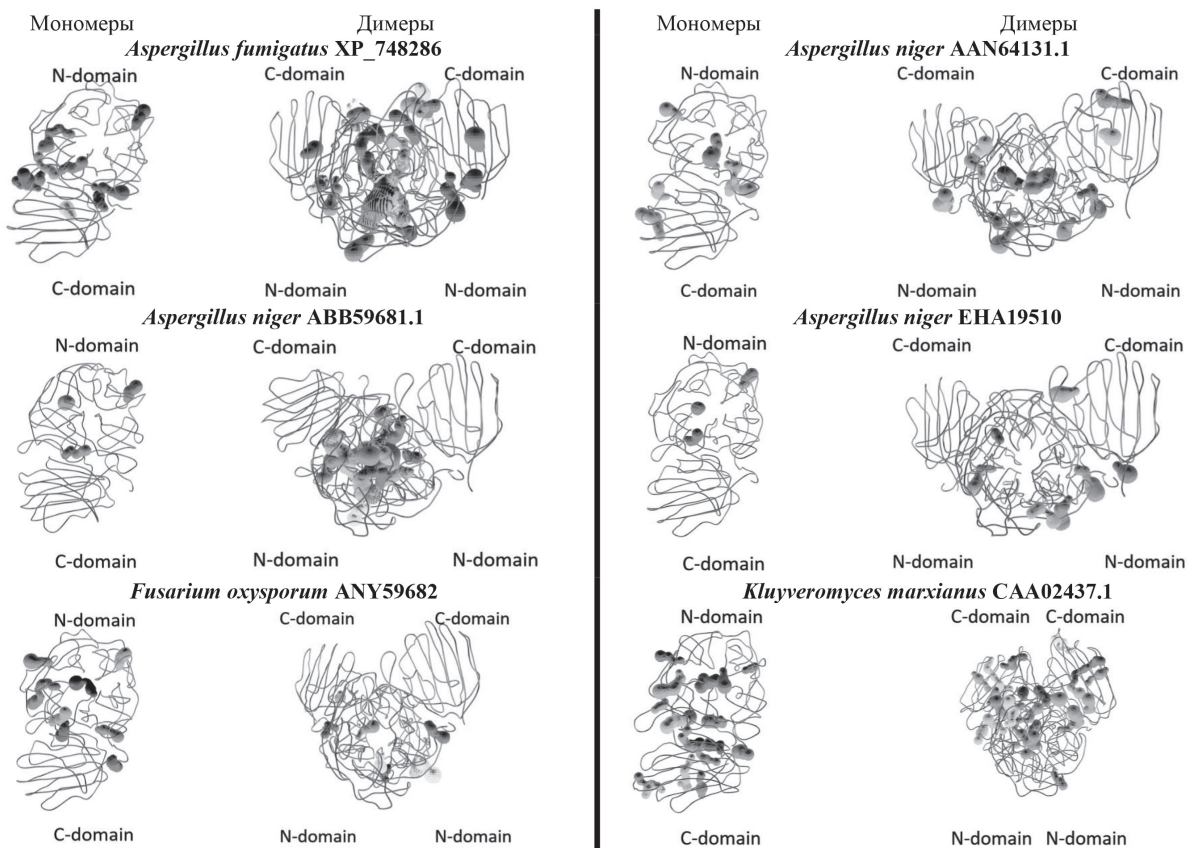 Мономеры Димеры
Aspergillus fumigatus XP_748286
N-domain C-domain C-domain
C-domain N-domain N-domain
Aspergillus niger ABB59681.1
N-domain C-domain C-domain
C-domain N-domain N-domain
Fusarium oxysporum ANY59682
N-domain C-domain C-domain
C-domain N-domain N-domain
Мономеры Димеры
Aspergillus niger AAN64131.1
N-domain C-domain C-domain
C-domain N-domain N-domain
Aspergillus niger EHA19510
N-domain C-domain C-domain
C-domain N-domain N-domain
Kluyveromyces marxianus CAA02437.1
N-domain C-domain C-domain
C-domain N-domain N-domain